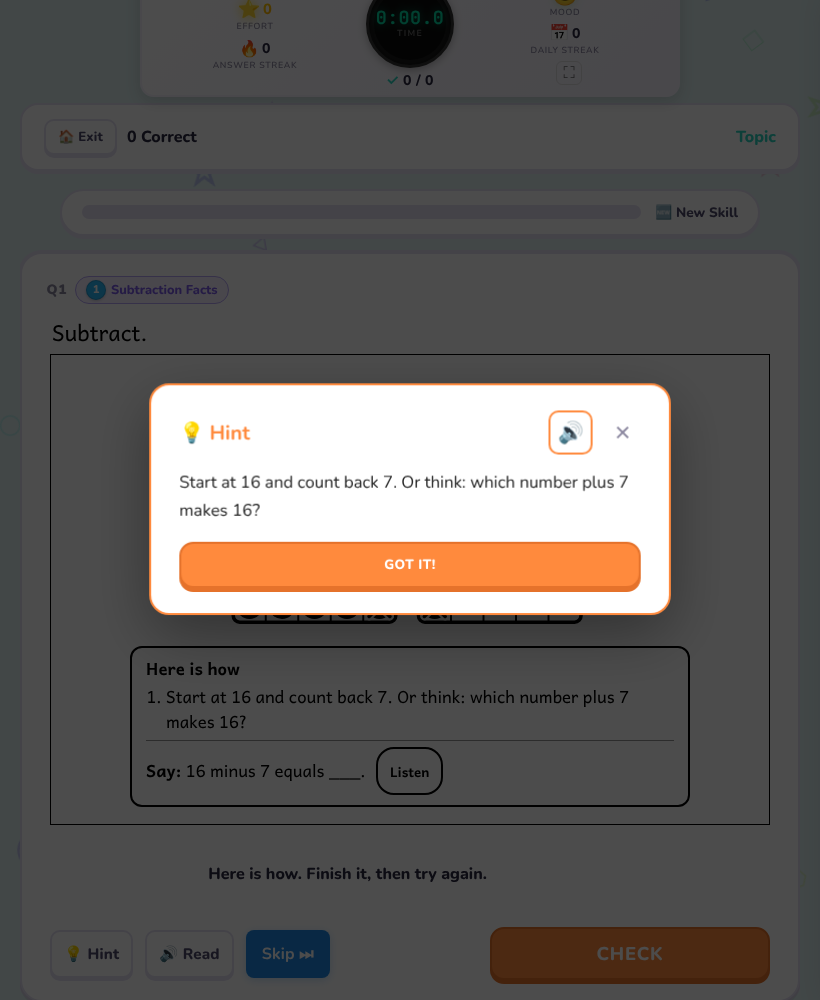 0
EFFORT
0
ANSWER STREAK
0:00.0
TIME
0 / 0
MOOD
0
DAILY STREAK
Exit
0 Correct
Topic
🆕 New Skill
Q1
1
Subtraction Facts
Subtract.
Hint
Start at 16 and count back 7. Or think: which number plus 7
makes 16?
GOT IT!
Here is how
1. Start at 16 and count back 7. Or think: which number plus 7
makes 16?
Say: 16 minus 7 equals ___.
Listen
Here is how. Finish it, then try again.
Hint
Read
Skip
CHECK